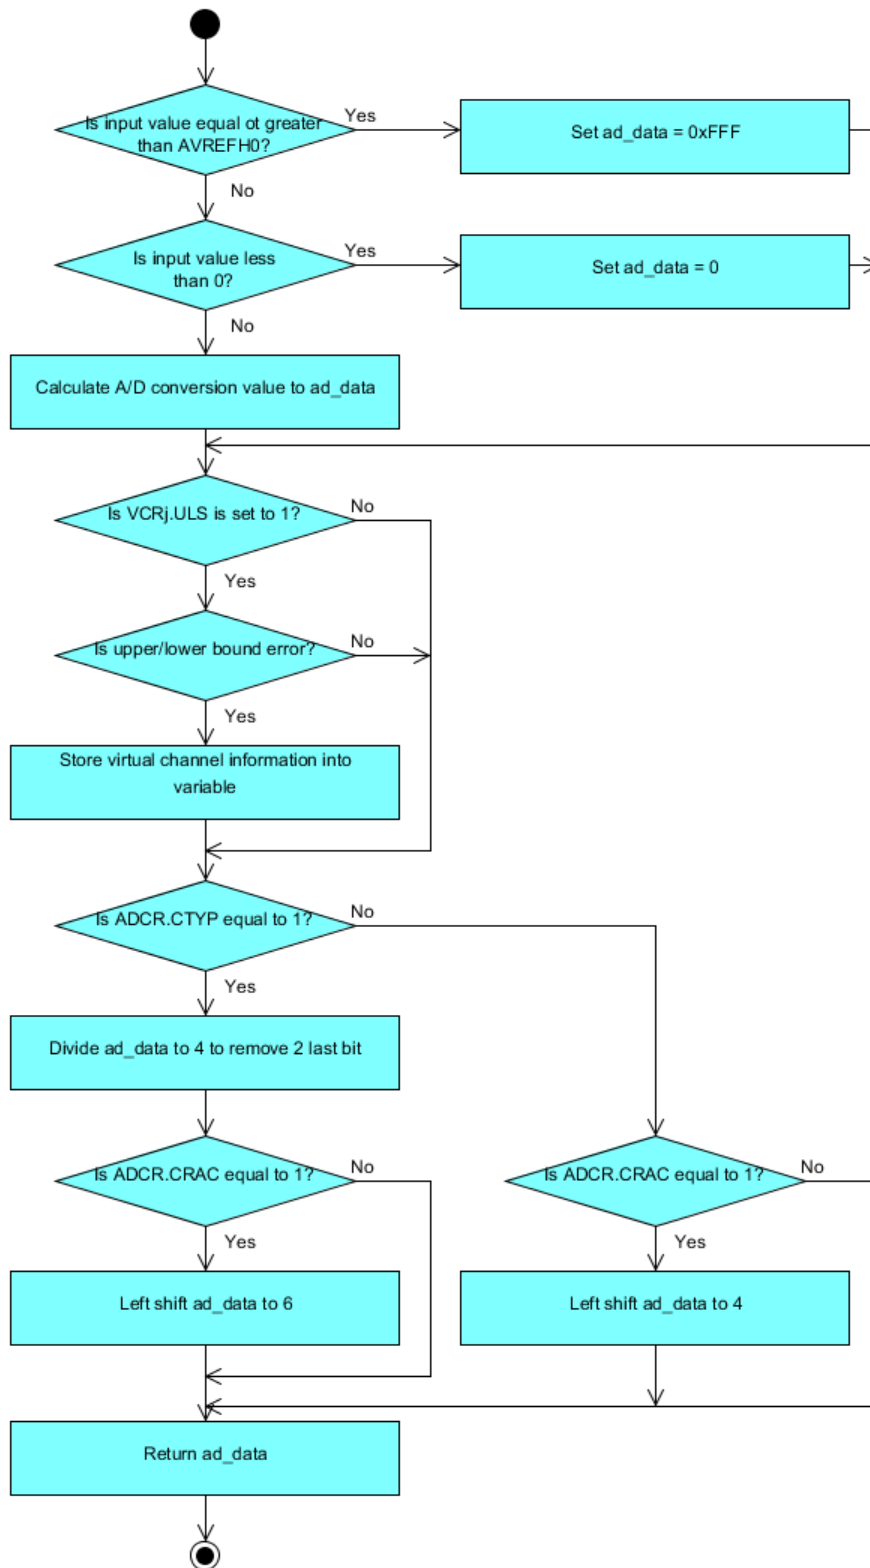 Is input value equal ot greater
than AVREFH0?
Yes
Set ad_data = 0xFFF
No
Is input value less
than 0?
Yes
Set ad_data = 0
No
Calculate A/D conversion value to ad_data
Is VCRj.ULS is set to 1?
No
Yes
Is upper/lower bound error?
No
Yes
Store virtual channel information into
variable
Is ADCR.CTYP equal to 1?
No
Yes
Divide ad_data to 4 to remove 2 last bit
Is ADCR.CRAC equal to 1?
No
Is ADCR.CRAC equal to 1?
No
Yes
Yes
Left shift ad_data to 6
Left shift ad_data to 4
Return ad_data